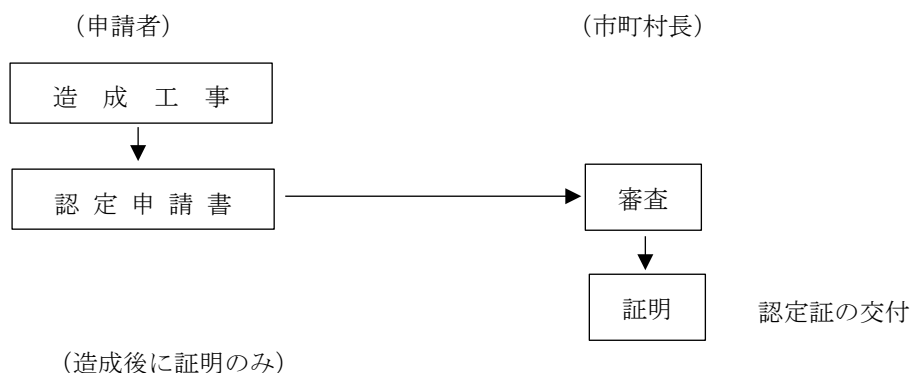 （申請者） （市町村長）
造　成　工　事
認 定 申 請 書 審査
証明 認定証の交付
（造成後に証明のみ）